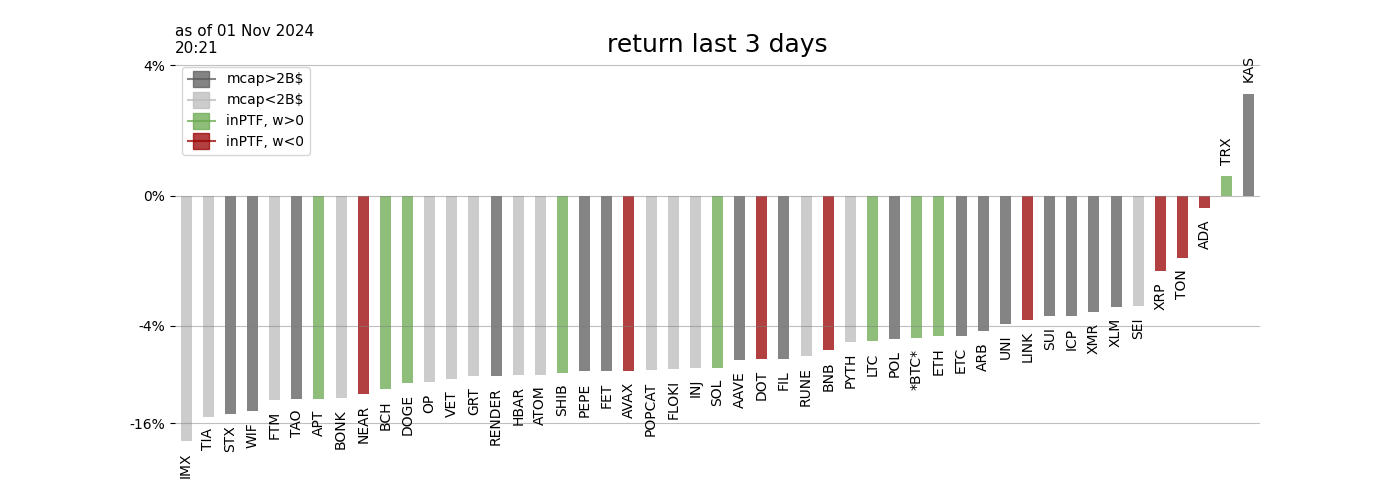 as of 01 Nov 2024
20:21
return last 3 days
4%
0%
-4%
-16%
mcap>2B$
mcap<2B$
inPTF, w>0
inPTF, w<0
IMX
TIA
STX
WIF
FTM
TAO
APT
BONK
NEAR
BCH
DOGE
OP
VET
GRT
RENDER
HBAR
ATOM
SHIB
PEPE
FET
AVAX
POPCAT
FLOKI
INJ
SOL
AAVE
DOT
FIL
RUNE
BNB
PYTH
LTC
POL
*BTC*
ETH
ETC
ARB
UNI
LINK
SUI
ICP
XMR
XLM
SEI
XRP
TON
ADA
TRX
KAS